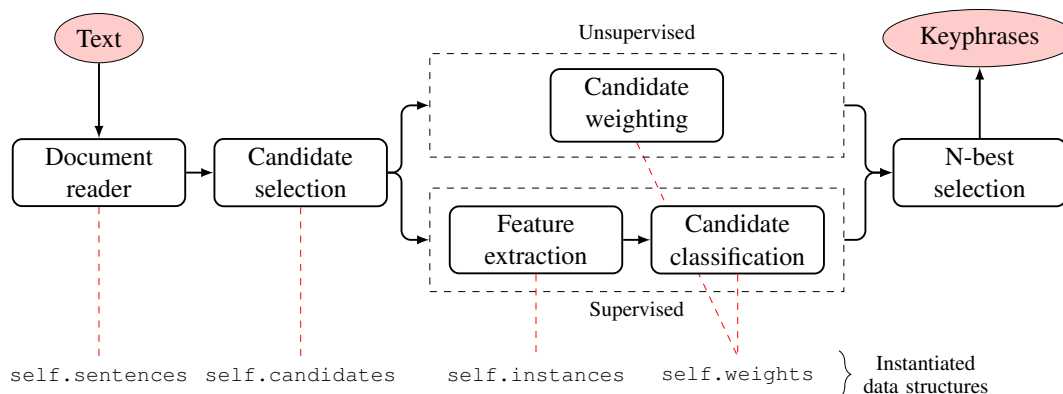 Text
Unsupervised
Keyphrases
Candidate
weighting
Document
reader
Candidate
selection
N-best
selection
Feature
extraction
Candidate
classification
Supervised
self.sentences
self.candidates
self.instances
self.weights
Instantiated
data structures